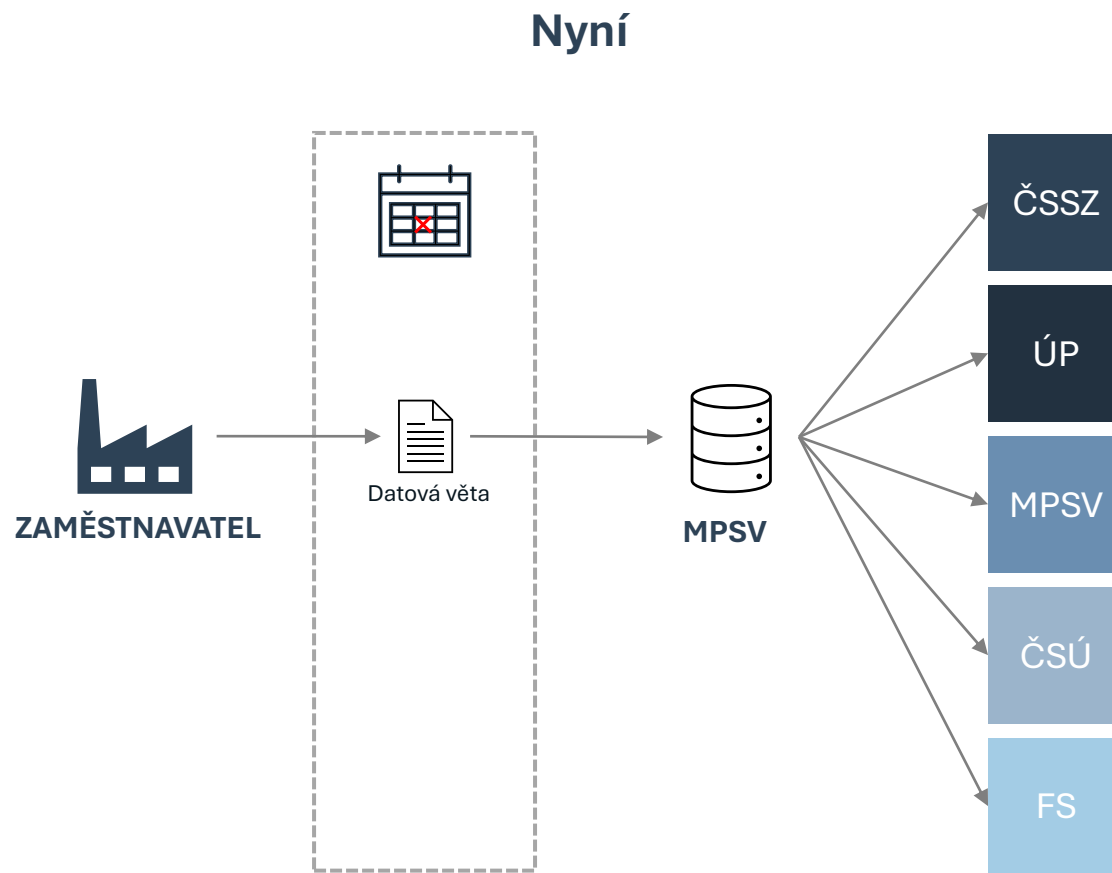 Nyní
ČSSZ
ÚP
MPSV
ČSÚ
FS
Datová věta
ZAMĚSTNAVATEL
MPSV